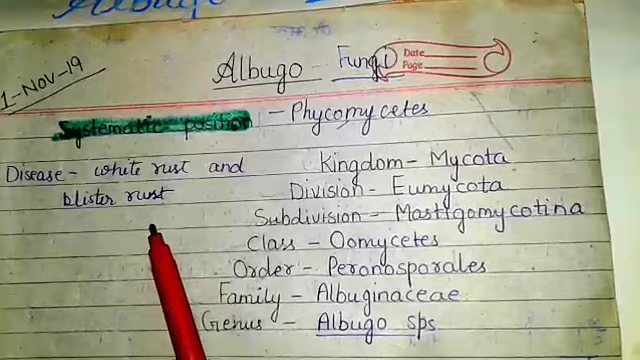 Albugo
Albugo - Fungi
Date
Page
1-NOV-19
Systematic position - Phycomycetes
Disease - white rust and
blister rust
Kingdom - Mycota
Division - Eumycota
Subdivision - Mastigomycotina
Class - Oomycetes
Order - Peronosporales
Family - Albuginaceae
Genus - Albugo sps